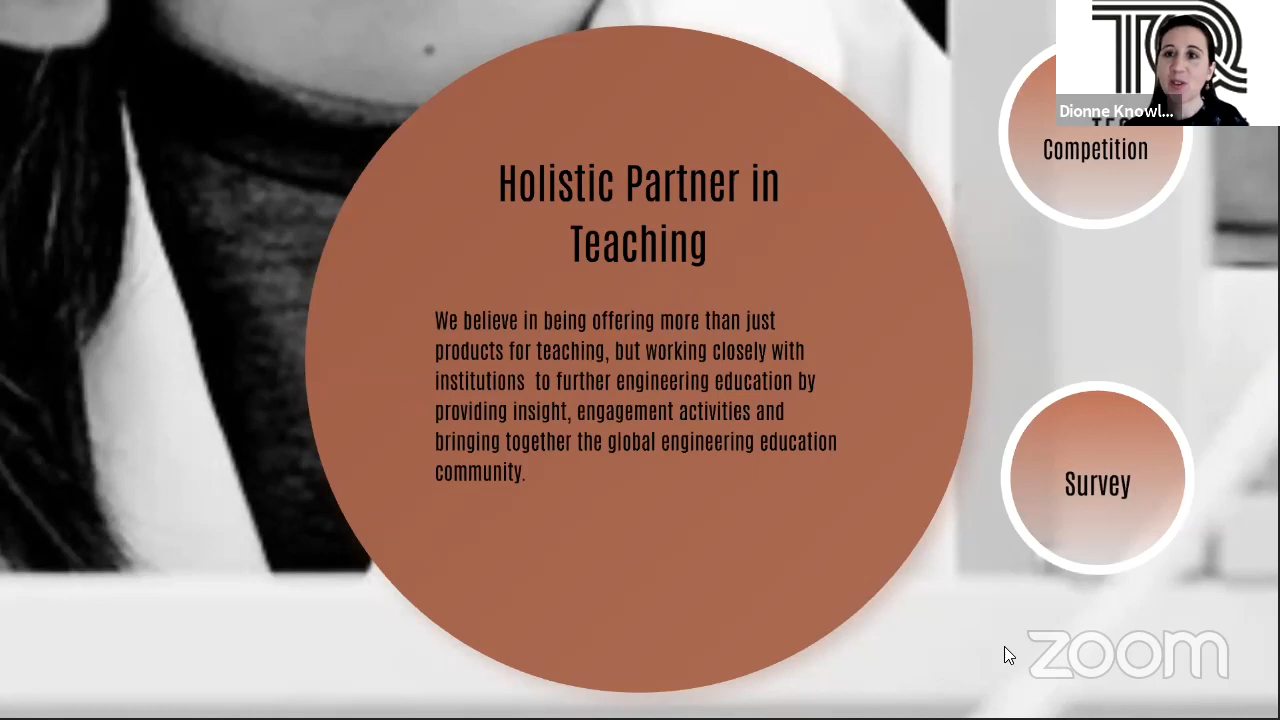 Holistic Partner in
Teaching
We believe in being offering more than just
products for teaching, but working closely with
institutions  to further engineering education by
providing insight, engagement activities and
bringing together the global engineering education
community.
TQ
Dionne Knowl...
Competition
Survey
zoom